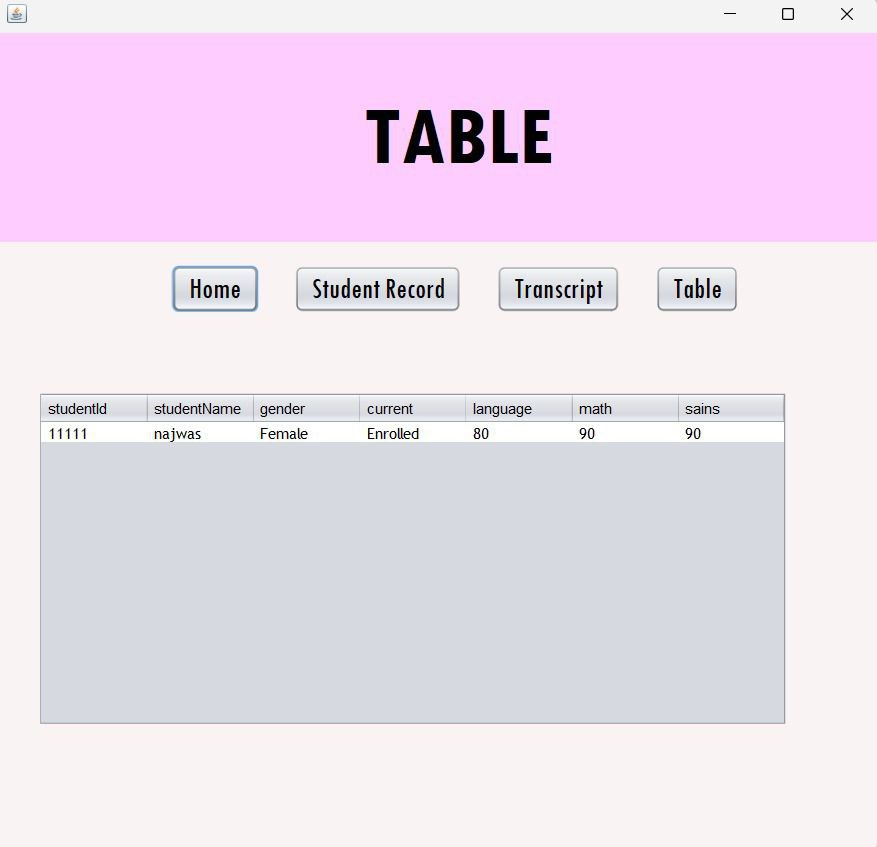 TABLE
Home Student Record Transcript Table
studentId studentName gender current language math sains
11111 najwas Female Enrolled 80 90 90